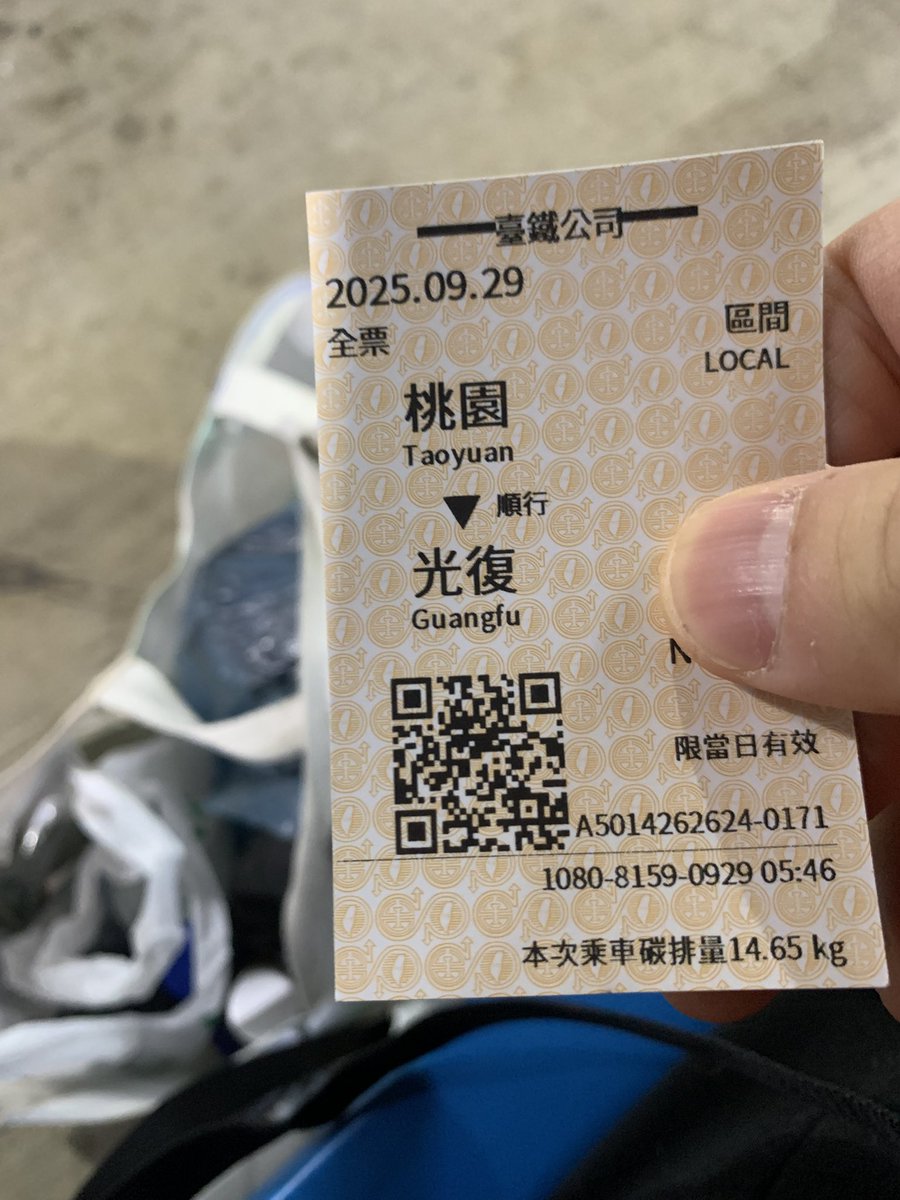 臺鐵公司
2025.09.29
全票
區間
LOCAL
桃園
Taoyuan
順行
光復
Guangfu
限當日有效
A5014262624-0171
1080-8159-0929 05:46
本次乘車碳排量14.65 kg